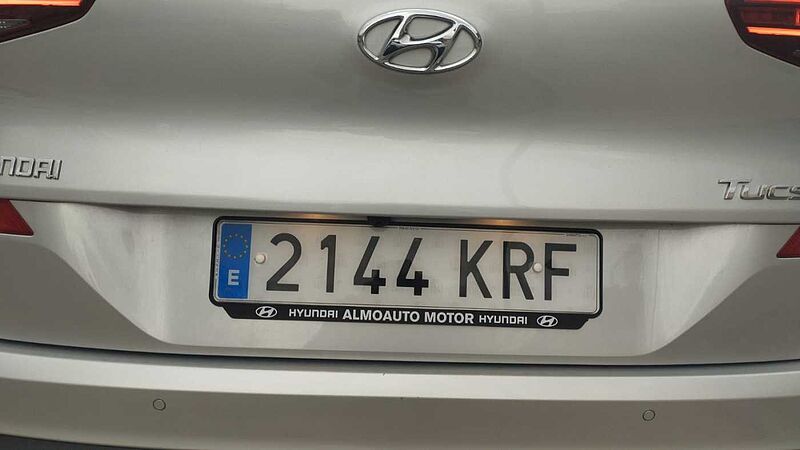 NDAI
TUCS
E 2144 KRF
HYUNDAI ALMOAUTO MOTOR HYUNDAI